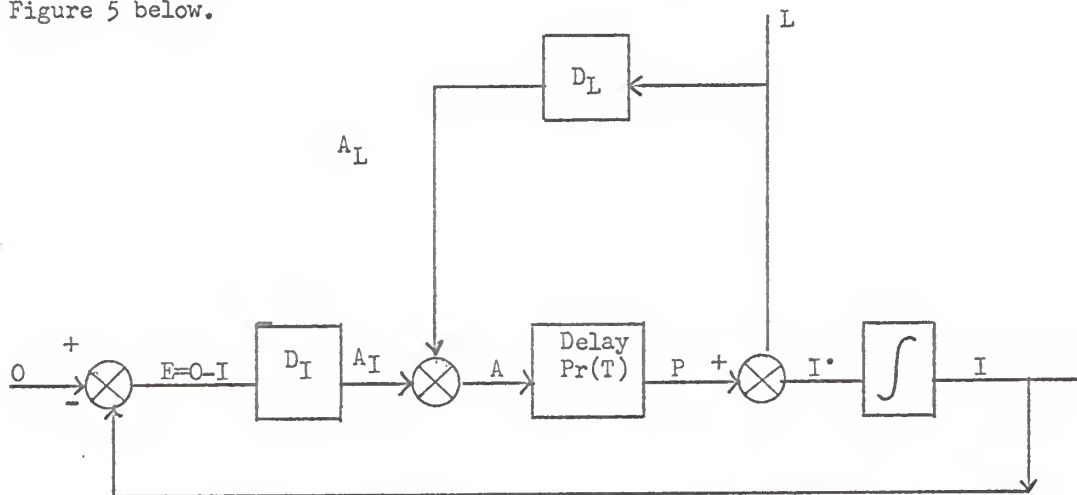 Figure 5 below.
L
D_L
A_L
+
O
-
E=O-I
D_I
A_I
A
Delay
Pr(T)
P
+
I•
∫
I